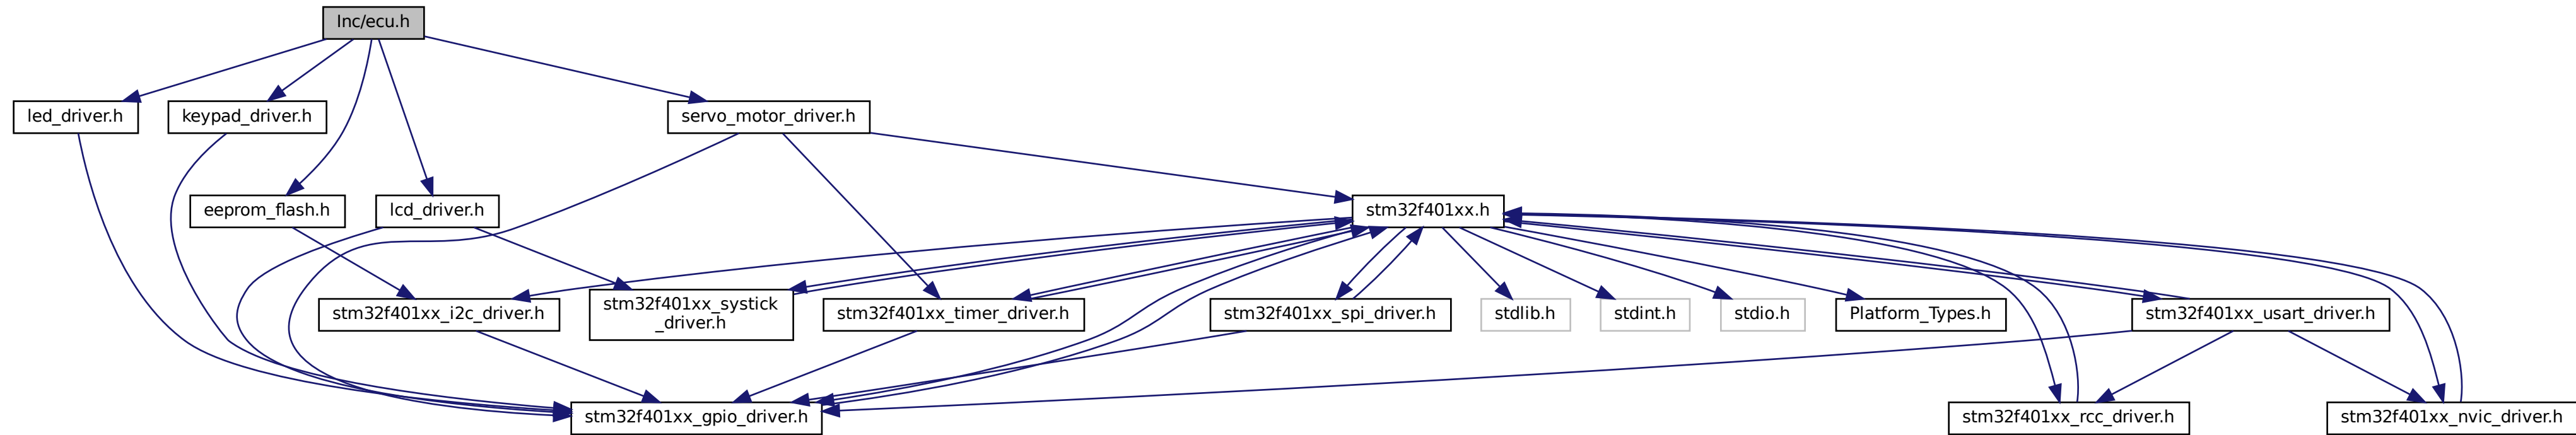 Inc/ecu.h
led_driver.h
keypad_driver.h
servo_motor_driver.h
eeprom_flash.h
lcd_driver.h
stm32f401xx.h
stm32f401xx_i2c_driver.h
stm32f401xx_systick
_driver.h
stm32f401xx_timer_driver.h
stm32f401xx_spi_driver.h
stdlib.h
stdint.h
stdio.h
Platform_Types.h
stm32f401xx_usart_driver.h
stm32f401xx_gpio_driver.h
stm32f401xx_rcc_driver.h
stm32f401xx_nvic_driver.h